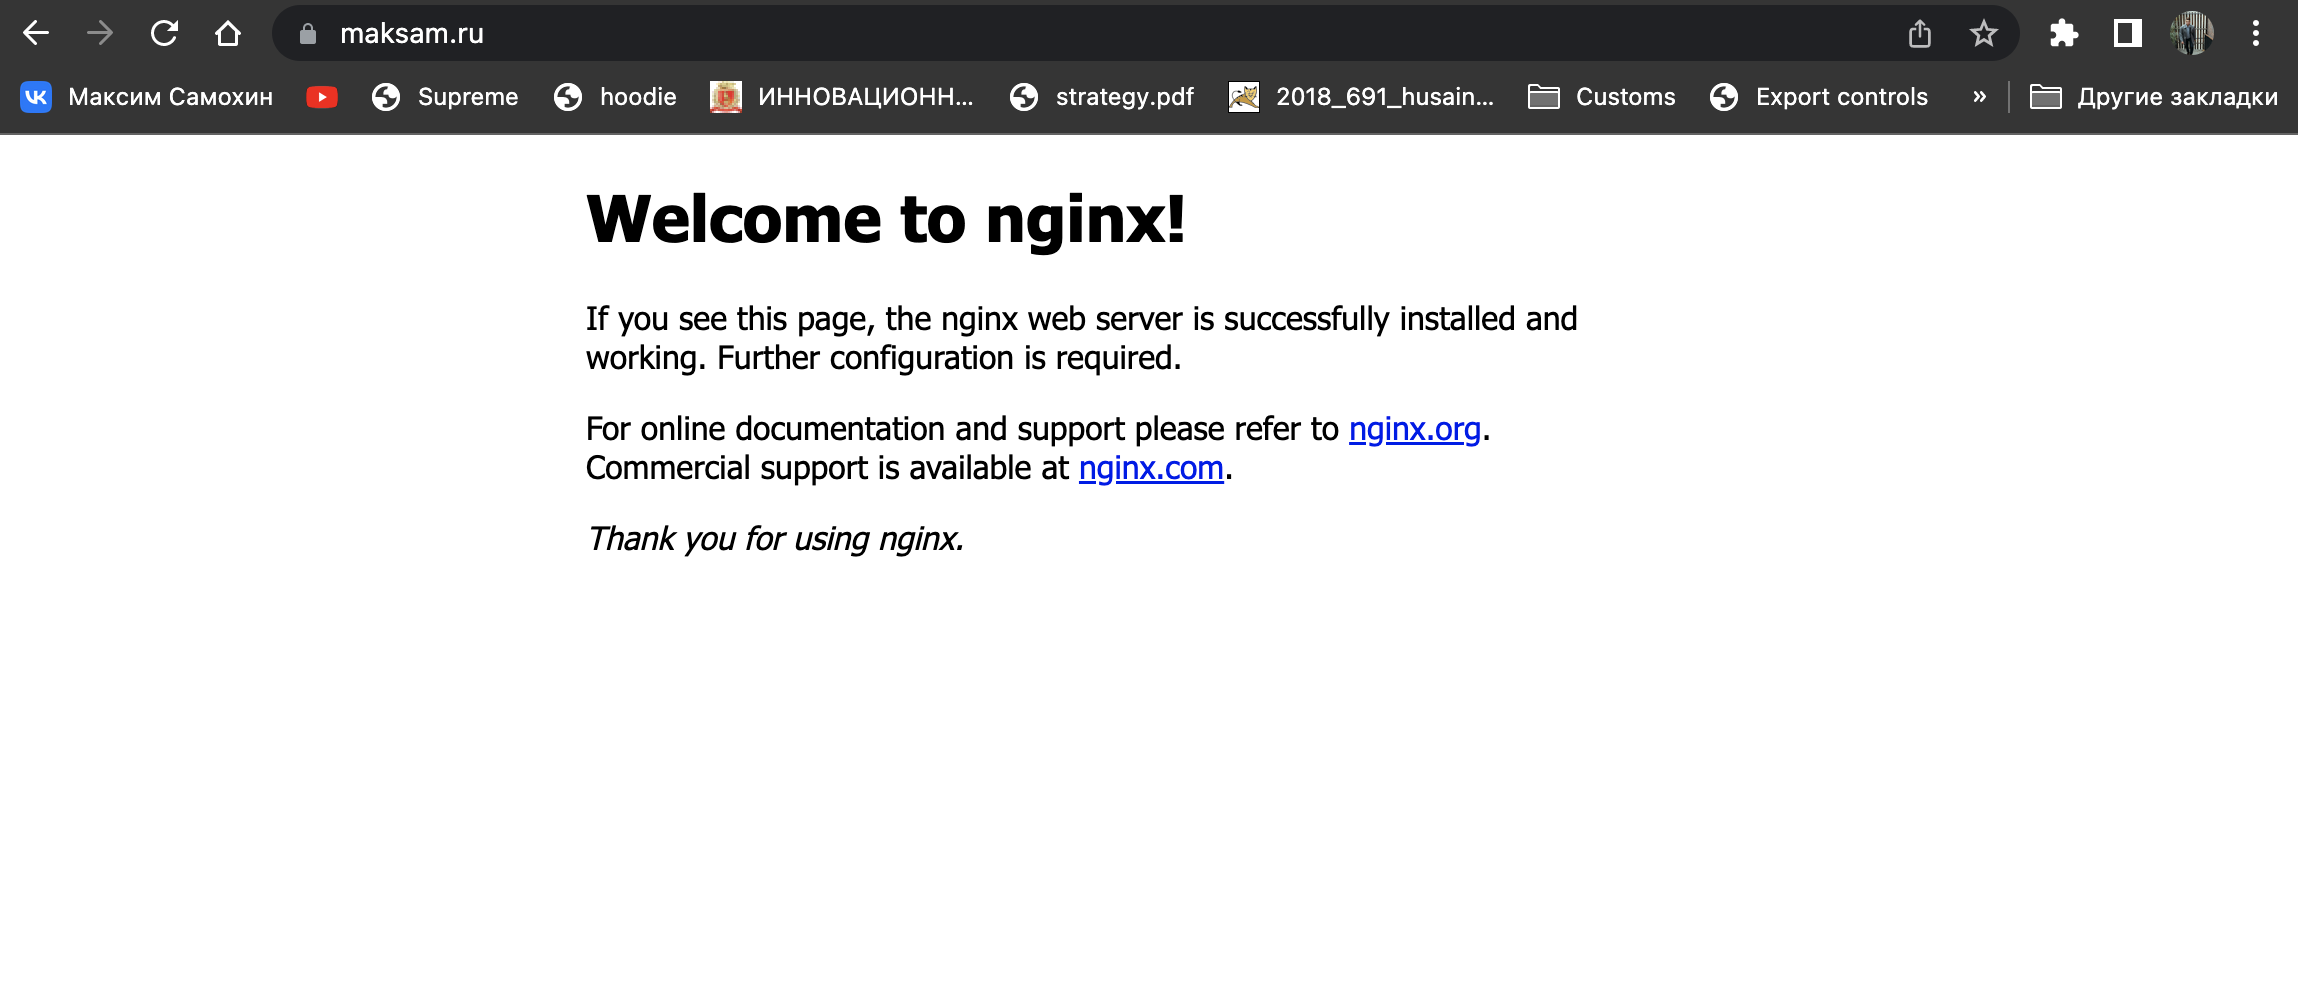 maksam.ru
Максим Самохин Supreme hoodie ИННОВАЦИОНН... strategy.pdf 2018_691_husain... Customs Export controls » Другие закладки
Welcome to nginx!
If you see this page, the nginx web server is successfully installed and
working. Further configuration is required.
For online documentation and support please refer to nginx.org.
Commercial support is available at nginx.com.
Thank you for using nginx.